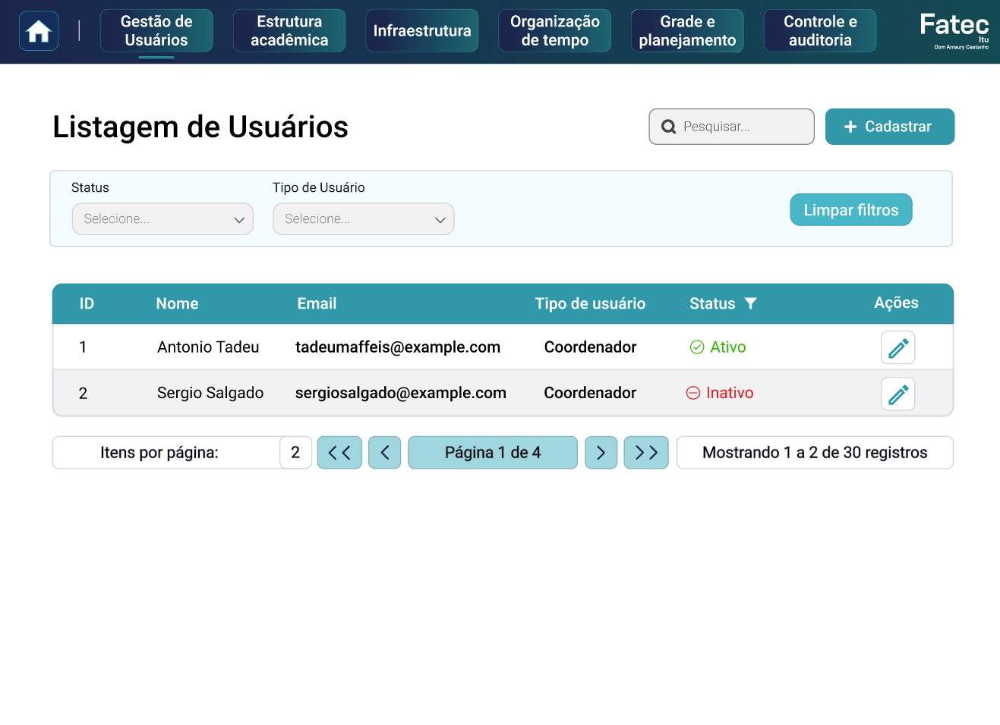 Gestão de
Usuários
Estrutura
acadêmica
Infraestrutura
Organização
de tempo
Grade e
planejamento
Controle e
auditoria
Fatec
Itu
Dom Amaury Castanho
Listagem de Usuários
Pesquisar...
+ Cadastrar
Status
Tipo de Usuário
Selecione...
Selecione...
Limpar filtros
ID Nome Email Tipo de usuário Status Ações
1 Antonio Tadeu tadeumaffeis@example.com Coordenador Ativo
2 Sergio Salgado sergiosalgado@example.com Coordenador Inativo
Itens por página: 2 << < Página 1 de 4 > >> Mostrando 1 a 2 de 30 registros